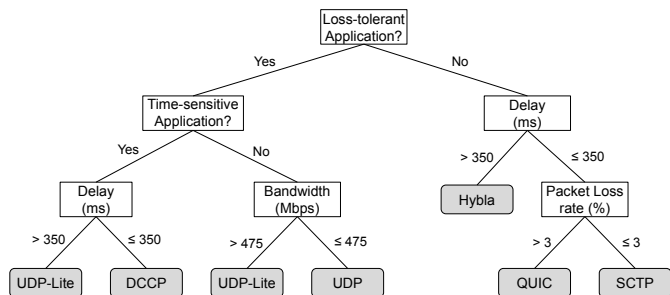 Loss-tolerant
Application?
Yes
No
Time-sensitive
Application?
Delay
(ms)
Yes
No
> 350
≤ 350
Delay
(ms)
Bandwidth
(Mbps)
Hybla
Packet Loss
rate (%)
> 350
≤ 350
> 475
≤ 475
> 3
≤ 3
UDP-Lite
DCCP
UDP-Lite
UDP
QUIC
SCTP